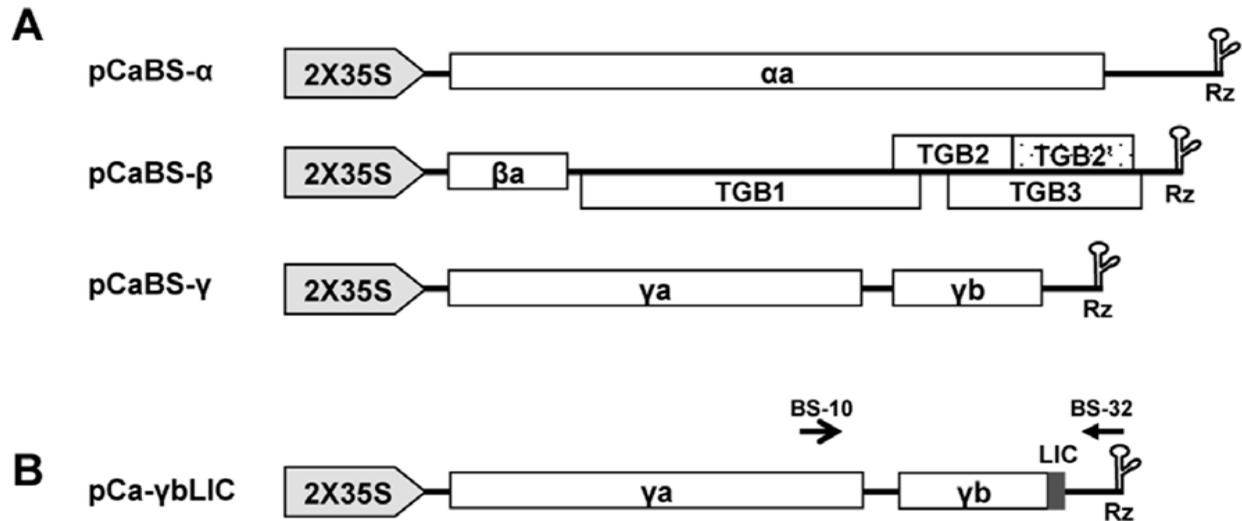 A
pCaBS-α 2X35S αa Rz
pCaBS-β 2X35S βa TGB1 TGB2 TGB2' TGB3 Rz
pCaBS-γ 2X35S γa γb Rz
BS-10 BS-32
B
pCa-γbLIC 2X35S γa γb LIC Rz